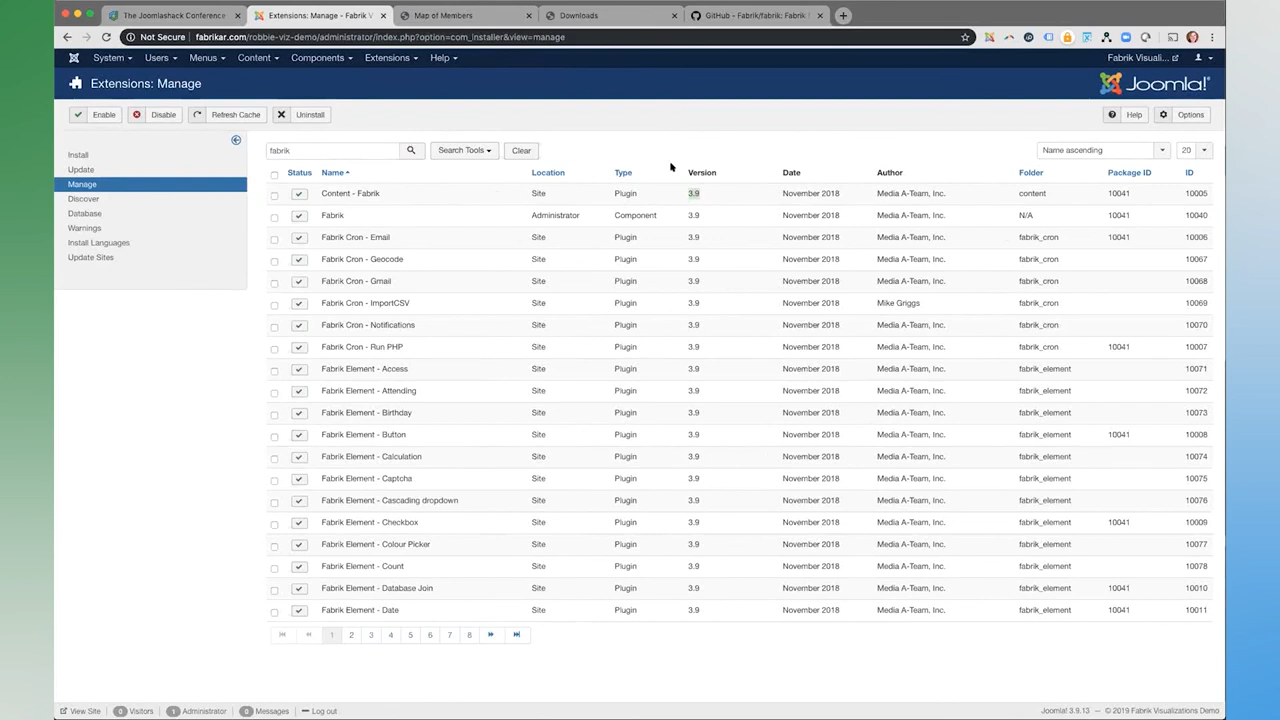 The Joomlashack Conference
Extensions: Manage - Fabrik V
Map of Members
Downloads
GitHub - Fabrik/fabrik: Fabrik
Not Secure fabrikar.com/robbie-viz-demo/administrator/index.php?option=com_installer&view=manage
System Users Menus Content Components Extensions Help Fabrik Visuali...
Extensions: Manage Joomla!
Enable Disable Refresh Cache Uninstall Help Options
Install
Update
Manage
Discover
Database
Warnings
Install Languages
Update Sites
fabrik Search Tools Clear Name ascending 20
Status Name Location Type Version Date Author Folder Package ID ID
Content - Fabrik Site Plugin 3.9 November 2018 Media A-Team, Inc. content 10041 10005
Fabrik Administrator Component 3.9 November 2018 Media A-Team, Inc. N/A 10041 10040
Fabrik Cron - Email Site Plugin 3.9 November 2018 Media A-Team, Inc. fabrik_cron 10041 10006
Fabrik Cron - Geocode Site Plugin 3.9 November 2018 Media A-Team, Inc. fabrik_cron 10067
Fabrik Cron - Gmail Site Plugin 3.9 November 2018 Media A-Team, Inc. fabrik_cron 10068
Fabrik Cron - ImportCSV Site Plugin 3.9 November 2018 Mike Griggs fabrik_cron 10069
Fabrik Cron - Notifications Site Plugin 3.9 November 2018 Media A-Team, Inc. fabrik_cron 10070
Fabrik Cron - Run PHP Site Plugin 3.9 November 2018 Media A-Team, Inc. fabrik_cron 10041 10007
Fabrik Element - Access Site Plugin 3.9 November 2018 Media A-Team, Inc. fabrik_element 10071
Fabrik Element - Attending Site Plugin 3.9 November 2018 Media A-Team, Inc. fabrik_element 10072
Fabrik Element - Birthday Site Plugin 3.9 November 2018 Media A-Team, Inc. fabrik_element 10073
Fabrik Element - Button Site Plugin 3.9 November 2018 Media A-Team, Inc. fabrik_element 10041 10008
Fabrik Element - Calculation Site Plugin 3.9 November 2018 Media A-Team, Inc. fabrik_element 10074
Fabrik Element - Captcha Site Plugin 3.9 November 2018 Media A-Team, Inc. fabrik_element 10075
Fabrik Element - Cascading dropdown Site Plugin 3.9 November 2018 Media A-Team, Inc. fabrik_element 10076
Fabrik Element - Checkbox Site Plugin 3.9 November 2018 Media A-Team, Inc. fabrik_element 10041 10009
Fabrik Element - Colour Picker Site Plugin 3.9 November 2018 Media A-Team, Inc. fabrik_element 10077
Fabrik Element - Count Site Plugin 3.9 November 2018 Media A-Team, Inc. fabrik_element 10078
Fabrik Element - Database Join Site Plugin 3.9 November 2018 Media A-Team, Inc. fabrik_element 10041 10010
Fabrik Element - Date Site Plugin 3.9 November 2018 Media A-Team, Inc. fabrik_element 10041 10011
1 2 3 4 5 6 7 8
View Site 0 Visitors 1 Administrator 0 Messages Log out Joomla! 3.9.13 — © 2019 Fabrik Visualizations Demo